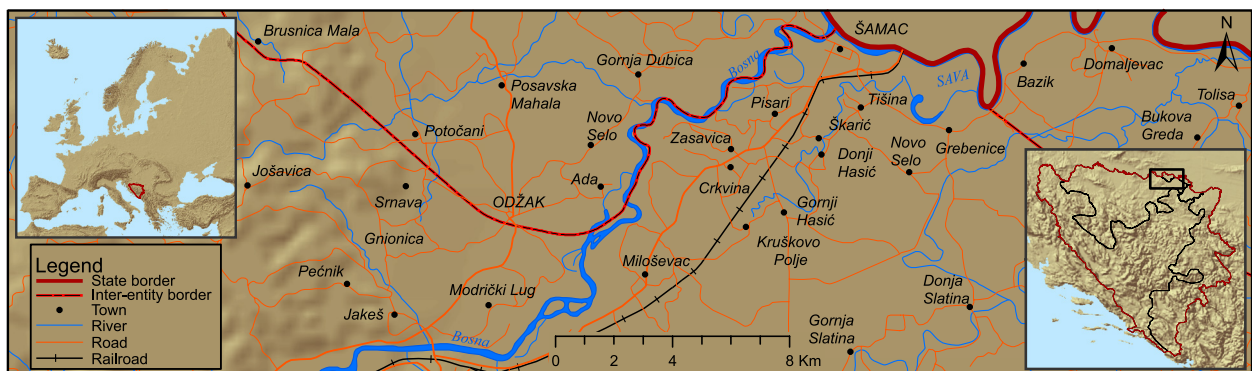 Brusnica Mala
Gornja Dubica
Bosna
ŠAMAC
N
Domaljevac
SAVA
Bazik
Posavska
Mahala
Pisari
Tišina
Tolisa
Bukova
Greda
Potočani
Novo
Selo
Zasavica
Škarić
Novo
Selo
Grebenice
Donji
Hasić
Jošavica
Srnava
Ada
Crkvina
ODŽAK
Gornji
Hasić
Gnionica
Kruškovo
Polje
Pećnik
Miloševac
Modrički Lug
Donja
Slatina
Jakeš
Gornja
Slatina
Bosna
0 2 4 6 8 Km
Legend
State border
Inter-entity border
Town
River
Road
Railroad